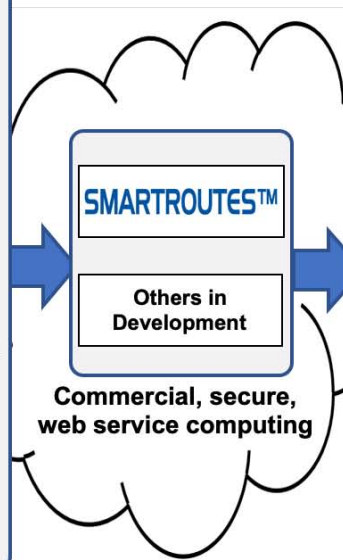 SMARTROUTES™
Others in
Development
Commercial, secure,
web service computing